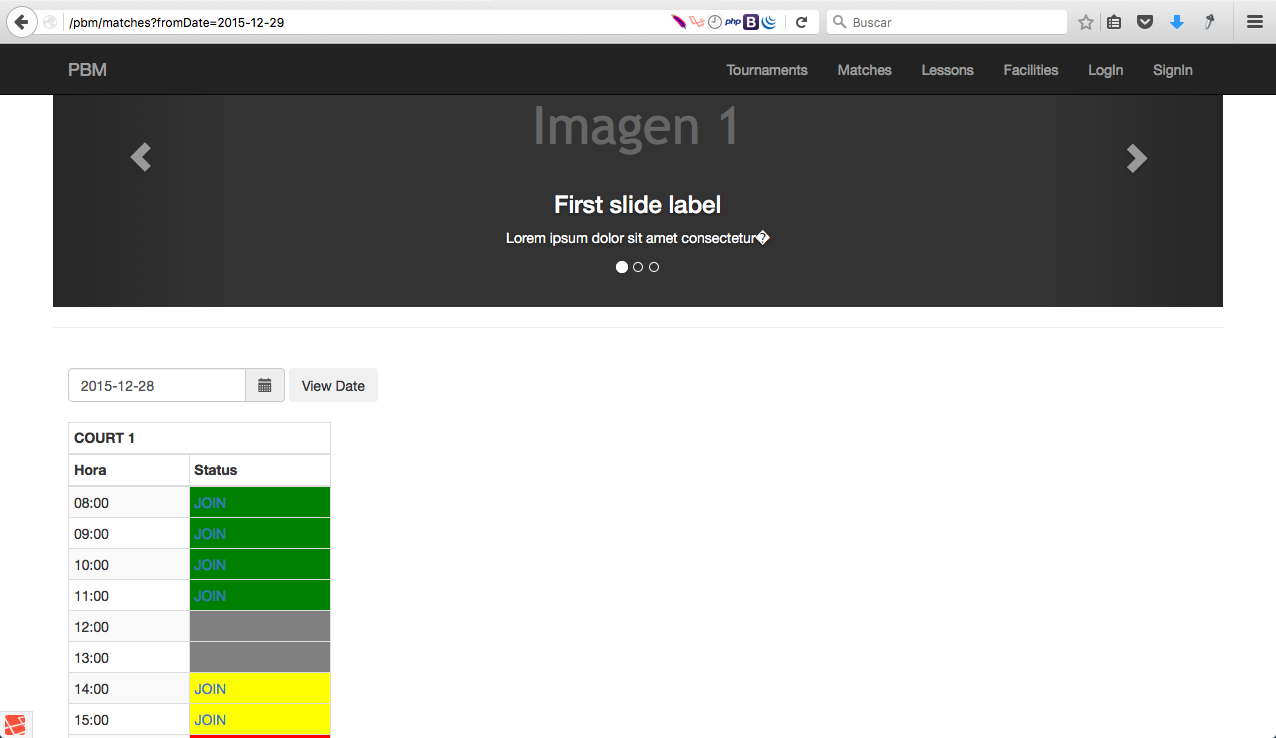 /pbm/matches?fromDate=2015-12-29
php B
Buscar
PBM Tournaments Matches Lessons Facilities LogIn SignIn
Imagen 1
First slide label
Lorem ipsum dolor sit amet consectetur�
2015-12-28 View Date
COURT 1
Hora Status
08:00 JOIN
09:00 JOIN
10:00 JOIN
11:00 JOIN
12:00
13:00
14:00 JOIN
15:00 JOIN